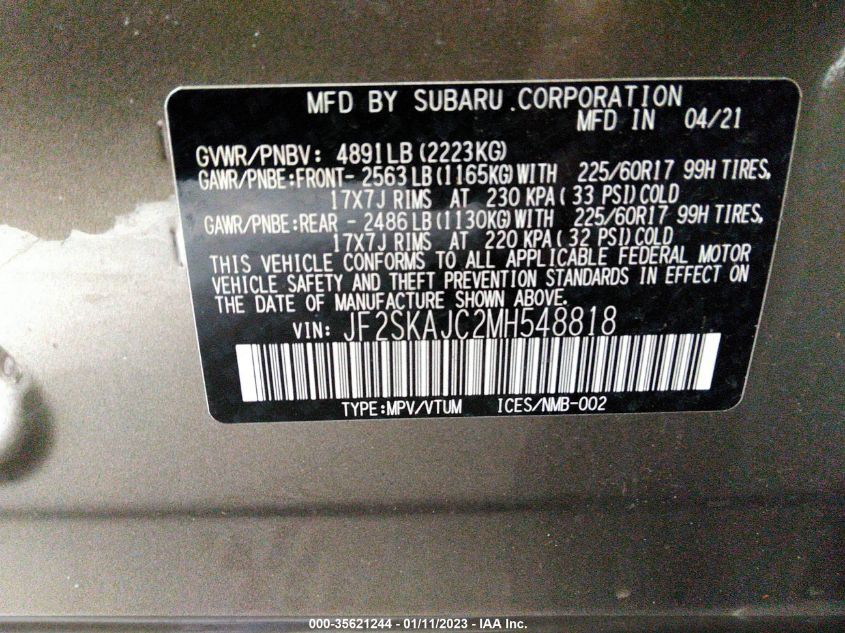 MFD BY SUBARU CORPORATION
MFD IN 04/21
GVWR/PNBV: 4891LB(2223KG)
GAWR/PNBE:FRONT-2563LB(1165KG)WITH 225/60R17 99H TIRES,
17X7J RIMS AT 230 KPA(33 PSI)COLD
GAWR/PNBE:REAR -2486LB(1130KG)WITH 225/60R17 99H TIRES,
17X7J RIMS AT 220 KPA(32 PSI)COLD
THIS VEHICLE CONFORMS TO ALL APPLICABLE FEDERAL MOTOR
VEHICLE SAFETY AND THEFT PREVENTION STANDARDS IN EFFECT ON
THE DATE OF MANUFACTURE SHOWN ABOVE.
VIN: JF2SKAJC2MH548818
TYPE:MPV/VTUM ICES/NMB-002
000-35621244 - 01/11/2023 - IAA Inc.